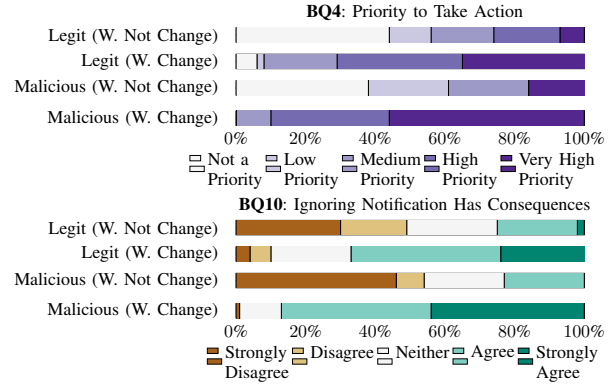 BQ4: Priority to Take Action
Legit (W. Not Change)
Legit (W. Change)
Malicious (W. Not Change)
Malicious (W. Change)
0% 20% 40% 60% 80% 100%
Not a Low Medium High Very High
Priority Priority Priority Priority Priority
BQ10: Ignoring Notification Has Consequences
Legit (W. Not Change)
Legit (W. Change)
Malicious (W. Not Change)
Malicious (W. Change)
0% 20% 40% 60% 80% 100%
Strongly Disagree Neither Agree Strongly
Disagree Agree